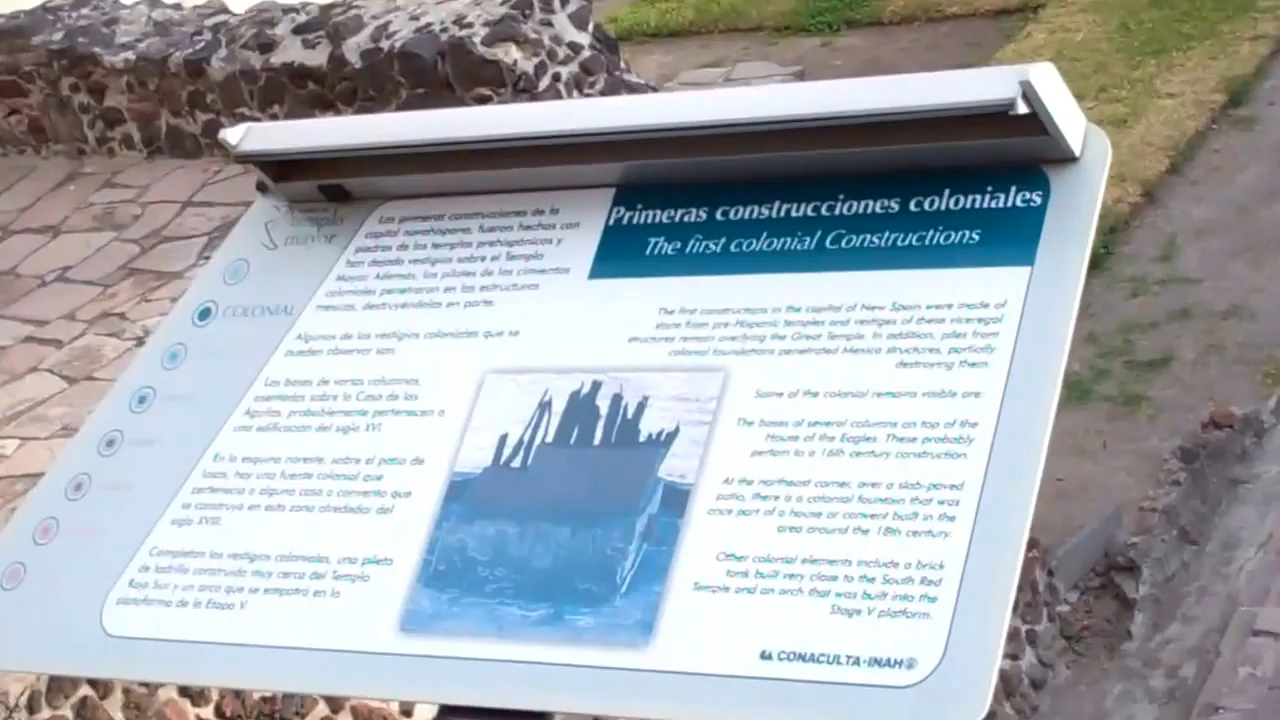 Templo
mayor
COLONIAL
Primeras construcciones coloniales
The first colonial Constructions
Las primeras construcciones de la
capital novohispana, fueron hechas con
piedras de los templos prehispánicos y
han dejado vestigios sobre el Templo
Mayor. Además, los pilotes de los cimientos
coloniales penetraron en las estructuras
mexicas, destruyéndolas en parte.
Algunos de los vestigios coloniales que se
pueden observar son:
Las bases de varias columnas,
asentadas sobre la Casa de las
Águilas, probablemente pertenecen a
una edificación del siglo XVI.
En la esquina noreste, sobre el patio de
lajas, hay una fuente colonial que
perteneció a alguna casa o convento que
se construyó en esta zona alrededor del
siglo XVIII.
Completan los vestigios coloniales, una pileta
de ladrillo construida muy cerca del Templo
Rojo Sur y un arco que se empotró en la
plataforma de la Etapa V.
The first constructions in the capital of New Spain were made of
stone from pre-Hispanic temples and vestiges of these viceregal
structures remain overlying the Great Temple. In addition, piles from
colonial foundations penetrated Mexica structures, partially
destroying them.
Some of the colonial remains visible are:
The bases of several columns on top of the
House of the Eagles. These probably
pertain to a 16th century construction.
At the northeast corner, over a slab-paved
patio, there is a colonial fountain that was
once part of a house or convent built in the
area around the 18th century.
Other colonial elements include a brick
tank built very close to the South Red
Temple and an arch that was built into the
Stage V platform.
CONACULTA·INAH